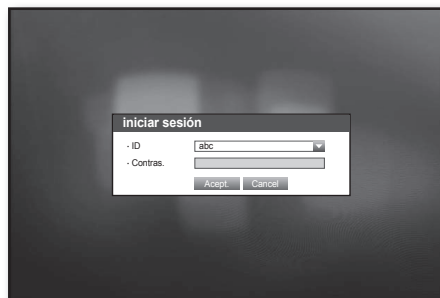 iniciar sesión
- ID
abc
- Contras.
Acept. Cancel